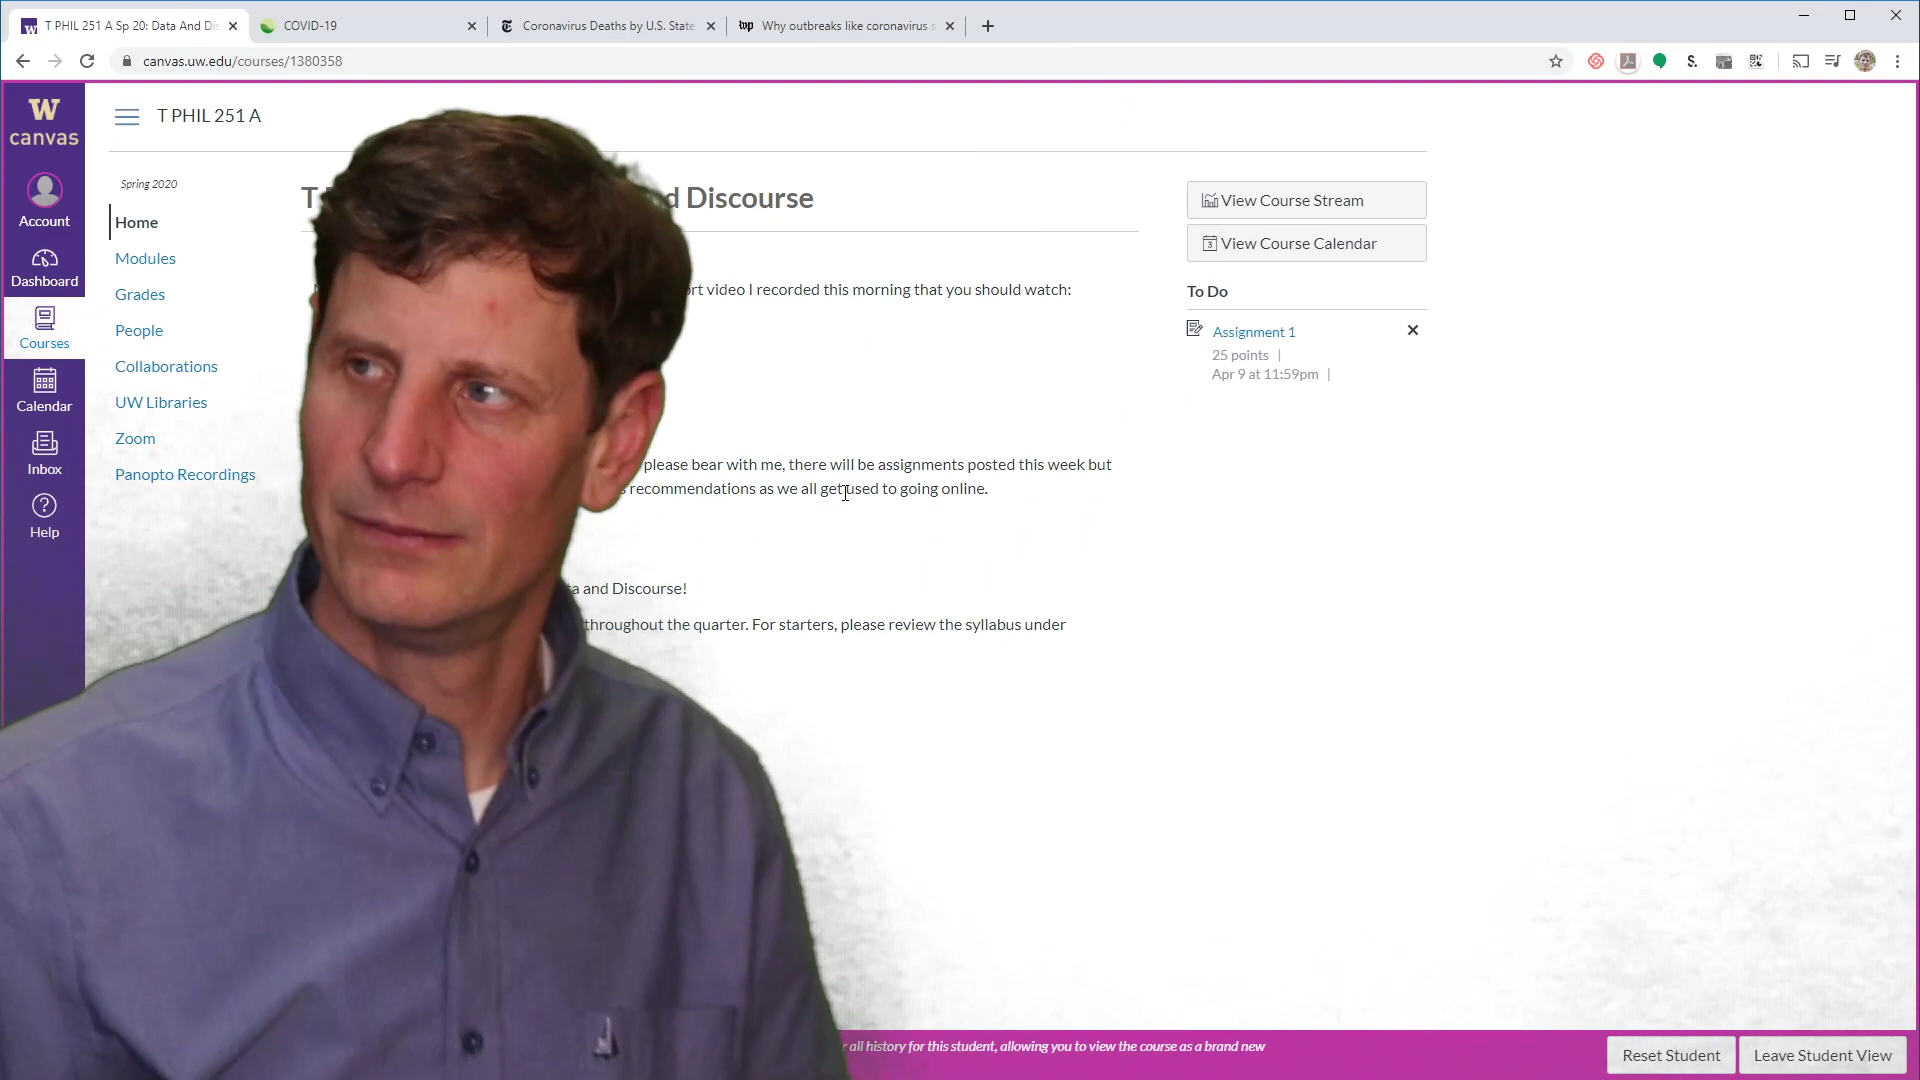 T PHIL 251 A Sp 20: Data And Dis
COVID-19
Coronavirus Deaths by U.S. State
wp
Why outbreaks like coronavirus s
canvas.uw.edu/courses/1380358
W
canvas
T PHIL 251 A
Account
Dashboard
Courses
Calendar
Inbox
Help
Spring 2020
Home
Modules
Grades
People
Collaborations
UW Libraries
Zoom
Panopto Recordings
T
d Discourse
rt video I recorded this morning that you should watch:
please bear with me, there will be assignments posted this week but
s recommendations as we all get used to going online.
ta and Discourse!
throughout the quarter. For starters, please review the syllabus under
View Course Stream
3
View Course Calendar
To Do
Assignment 1
25 points |
Apr 9 at 11:59pm |
r all history for this student, allowing you to view the course as a brand new
Reset Student
Leave Student View